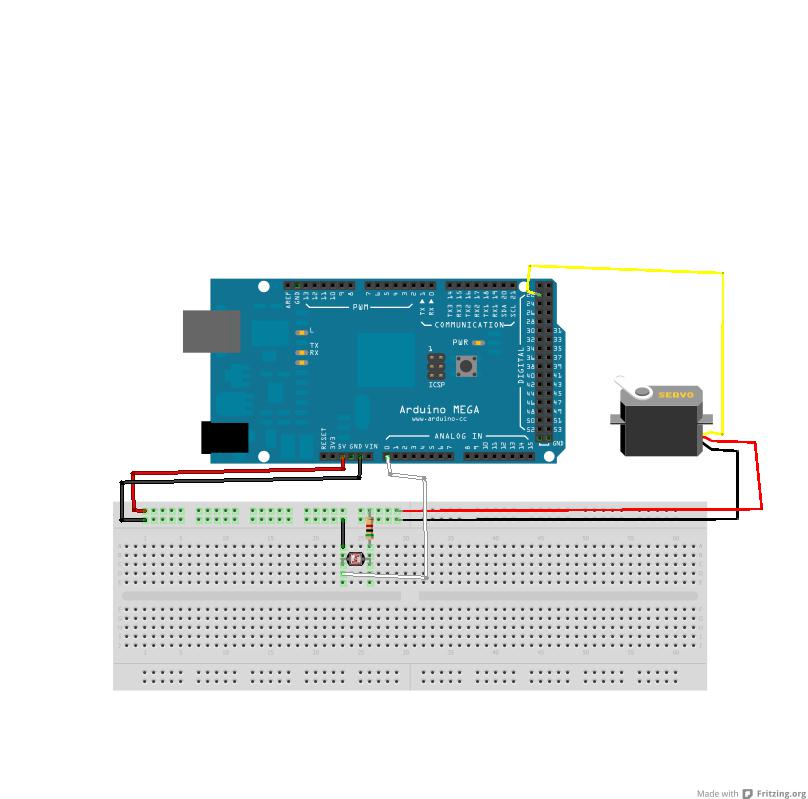 AREF
GND
13
12
11
10
9
8
7
6
5
4
3
2
1
0
TX
RX
PWM
TX3 14
RX3 15
TX2 16
RX2 17
TX1 18
RX1 19
SDA 20
SCL 21
COMMUNICATION
L
TX
RX
PWR
1
ICSP
Arduino MEGA
www.arduino.cc
DIGITAL
24
26
28
30 31
32 33
34 35
36 37
38 39
40 41
42 43
44 45
46 47
48 49
50 51
52 53
GND
SERVO
ANALOG IN
RESET
3V3
5V
GND
VIN
0
1
2
3
4
5
6
7
8
9
10
11
12
13
14
15
Made with Fritzing.org